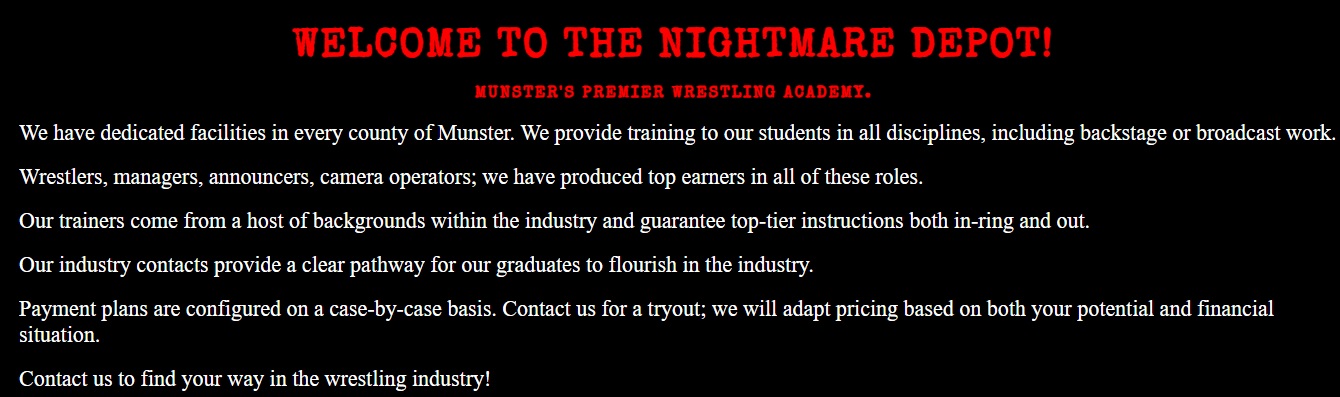 WELCOME TO THE NIGHTMARE DEPOT!
MUNSTER'S PREMIER WRESTLING ACADEMY.
We have dedicated facilities in every county of Munster. We provide training to our students in all disciplines, including backstage or broadcast work.
Wrestlers, managers, announcers, camera operators; we have produced top earners in all of these roles.
Our trainers come from a host of backgrounds within the industry and guarantee top-tier instructions both in-ring and out.
Our industry contacts provide a clear pathway for our graduates to flourish in the industry.
Payment plans are configured on a case-by-case basis. Contact us for a tryout; we will adapt pricing based on both your potential and financial
situation.
Contact us to find your way in the wrestling industry!